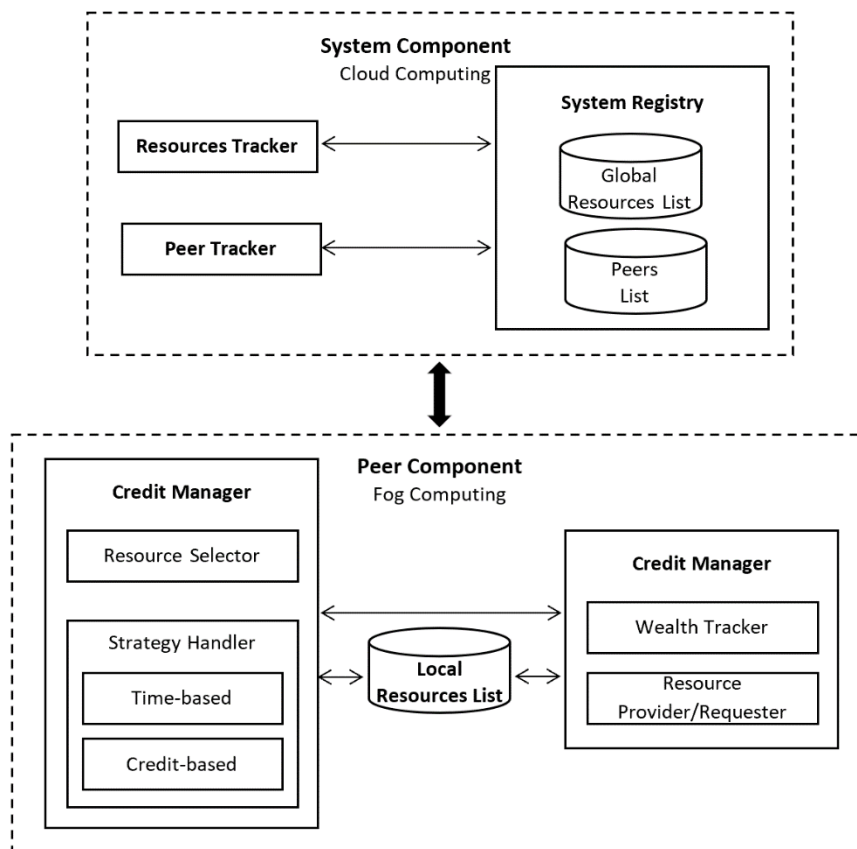 System Component
Cloud Computing
System Registry
Resources Tracker
Global
Resources List
Peer Tracker
Peers
List
Peer Component
Fog Computing
Credit Manager
Resource Selector
Strategy Handler
Time-based
Credit-based
Local
Resources List
Credit Manager
Wealth Tracker
Resource
Provider/Requester